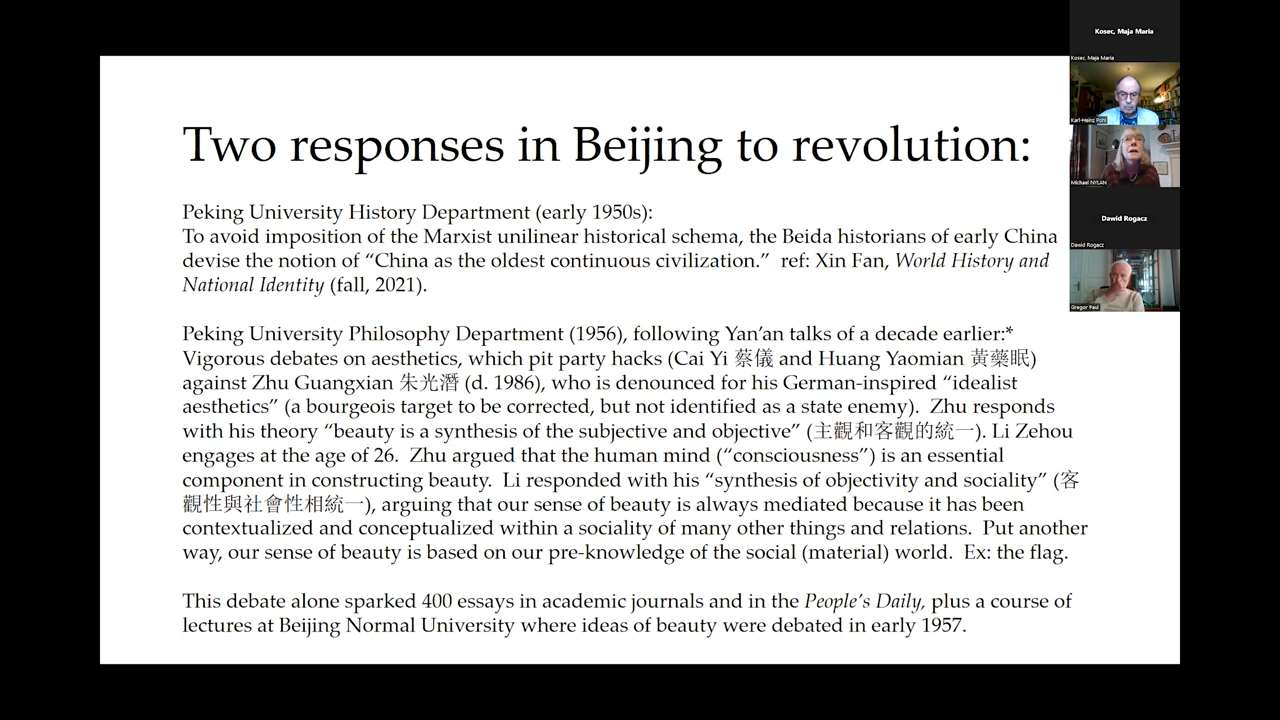 Two responses in Beijing to revolution:
Peking University History Department (early 1950s):
To avoid imposition of the Marxist unilinear historical schema, the Beida historians of early China
devise the notion of “China as the oldest continuous civilization.”  ref: Xin Fan, World History and
National Identity (fall, 2021).
Peking University Philosophy Department (1956), following Yan’an talks of a decade earlier:*
Vigorous debates on aesthetics, which pit party hacks (Cai Yi 蔡儀 and Huang Yaomian 黃藥眠)
against Zhu Guangxian 朱光潛 (d. 1986), who is denounced for his German-inspired “idealist
aesthetics” (a bourgeois target to be corrected, but not identified as a state enemy).  Zhu responds
with his theory “beauty is a synthesis of the subjective and objective” (主觀和客觀的統一). Li Zehou
engages at the age of 26.  Zhu argued that the human mind (“consciousness”) is an essential
component in constructing beauty.  Li responded with his “synthesis of objectivity and sociality” (客
觀性與社會性相統一), arguing that our sense of beauty is always mediated because it has been
contextualized and conceptualized within a sociality of many other things and relations.  Put another
way, our sense of beauty is based on our pre-knowledge of the social (material) world.  Ex: the flag.
This debate alone sparked 400 essays in academic journals and in the People’s Daily, plus a course of
lectures at Beijing Normal University where ideas of beauty were debated in early 1957.
Kosec, Maja Maria
Kosec, Maja Maria
Karl-Heinz Pohl
Michael NYLAN
Dawid Rogacz
Dawid Rogacz
Gregor Paul